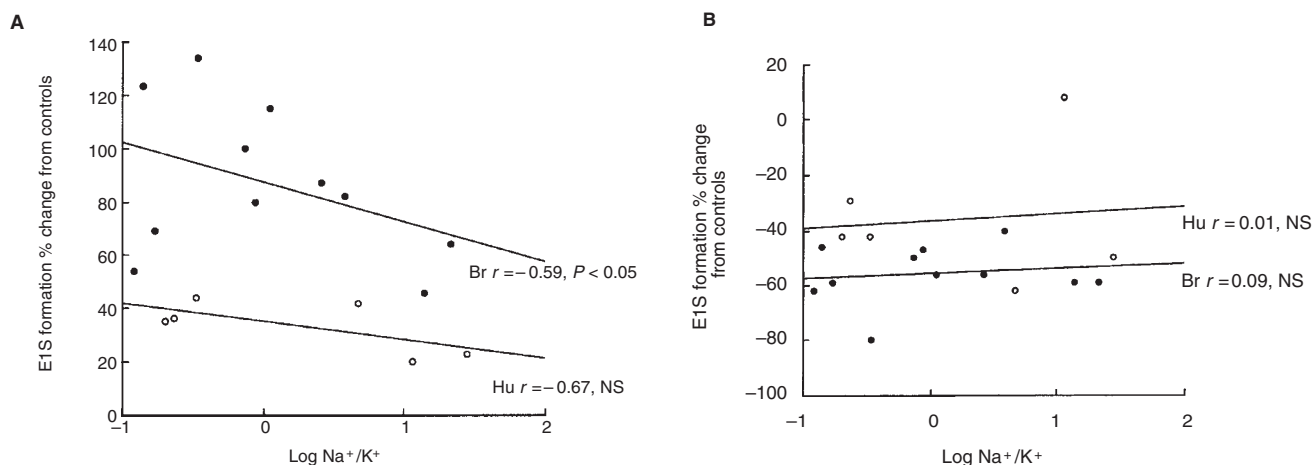 A
E1S formation % change from controls
140
120
100
80
60
40
20
0
–1
0
1
2
Log Na⁺/K⁺
Br r=–0.59, P < 0.05
Hu r=–0.67, NS
B
E1S formation % change
from controls
20
0
–20
–40
–60
–80
–100
–1
0
1
2
Log Na⁺/K⁺
Hu r=0.01, NS
Br r=0.09, NS